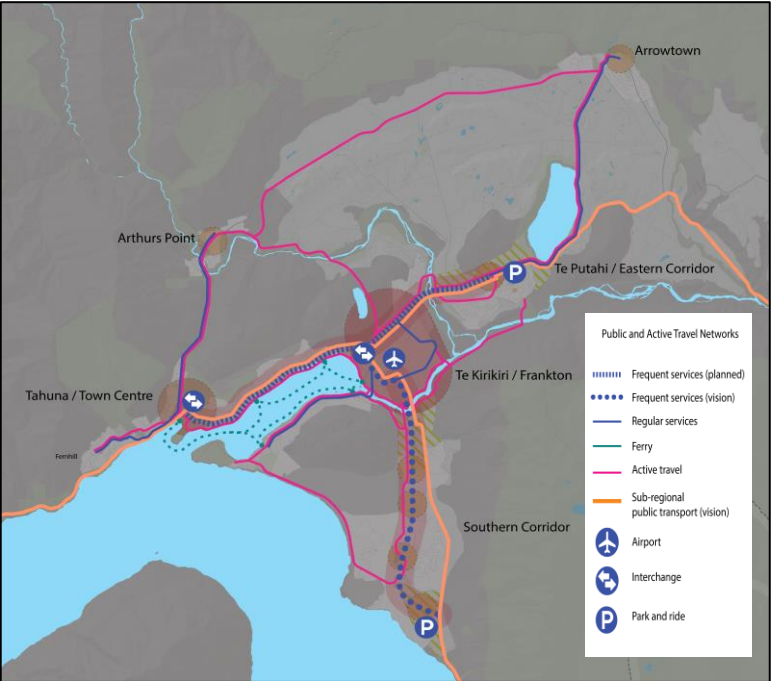 Arrowtown
Arthurs Point
Te Putahi / Eastern Corridor
P
Te Kirikiri / Frankton
Tahuna / Town Centre
Fernhill
Southern Corridor
P
Public and Active Travel Networks
Frequent services (planned)
Frequent services (vision)
Regular services
Ferry
Active travel
Sub-regional
public transport (vision)
Airport
Interchange
P Park and ride